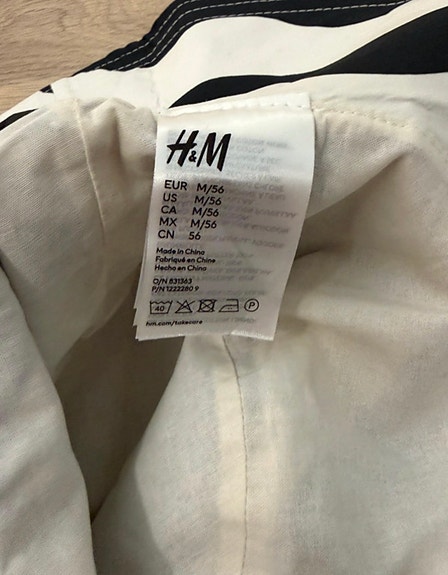 H&M
EUR M/56
US M/56
CA M/56
MX M/56
CN 56
Made in China
Fabriqué en Chine
Hecho en China
O/N 831363
P/N 1222280 9
40 P
hm.com/takecare